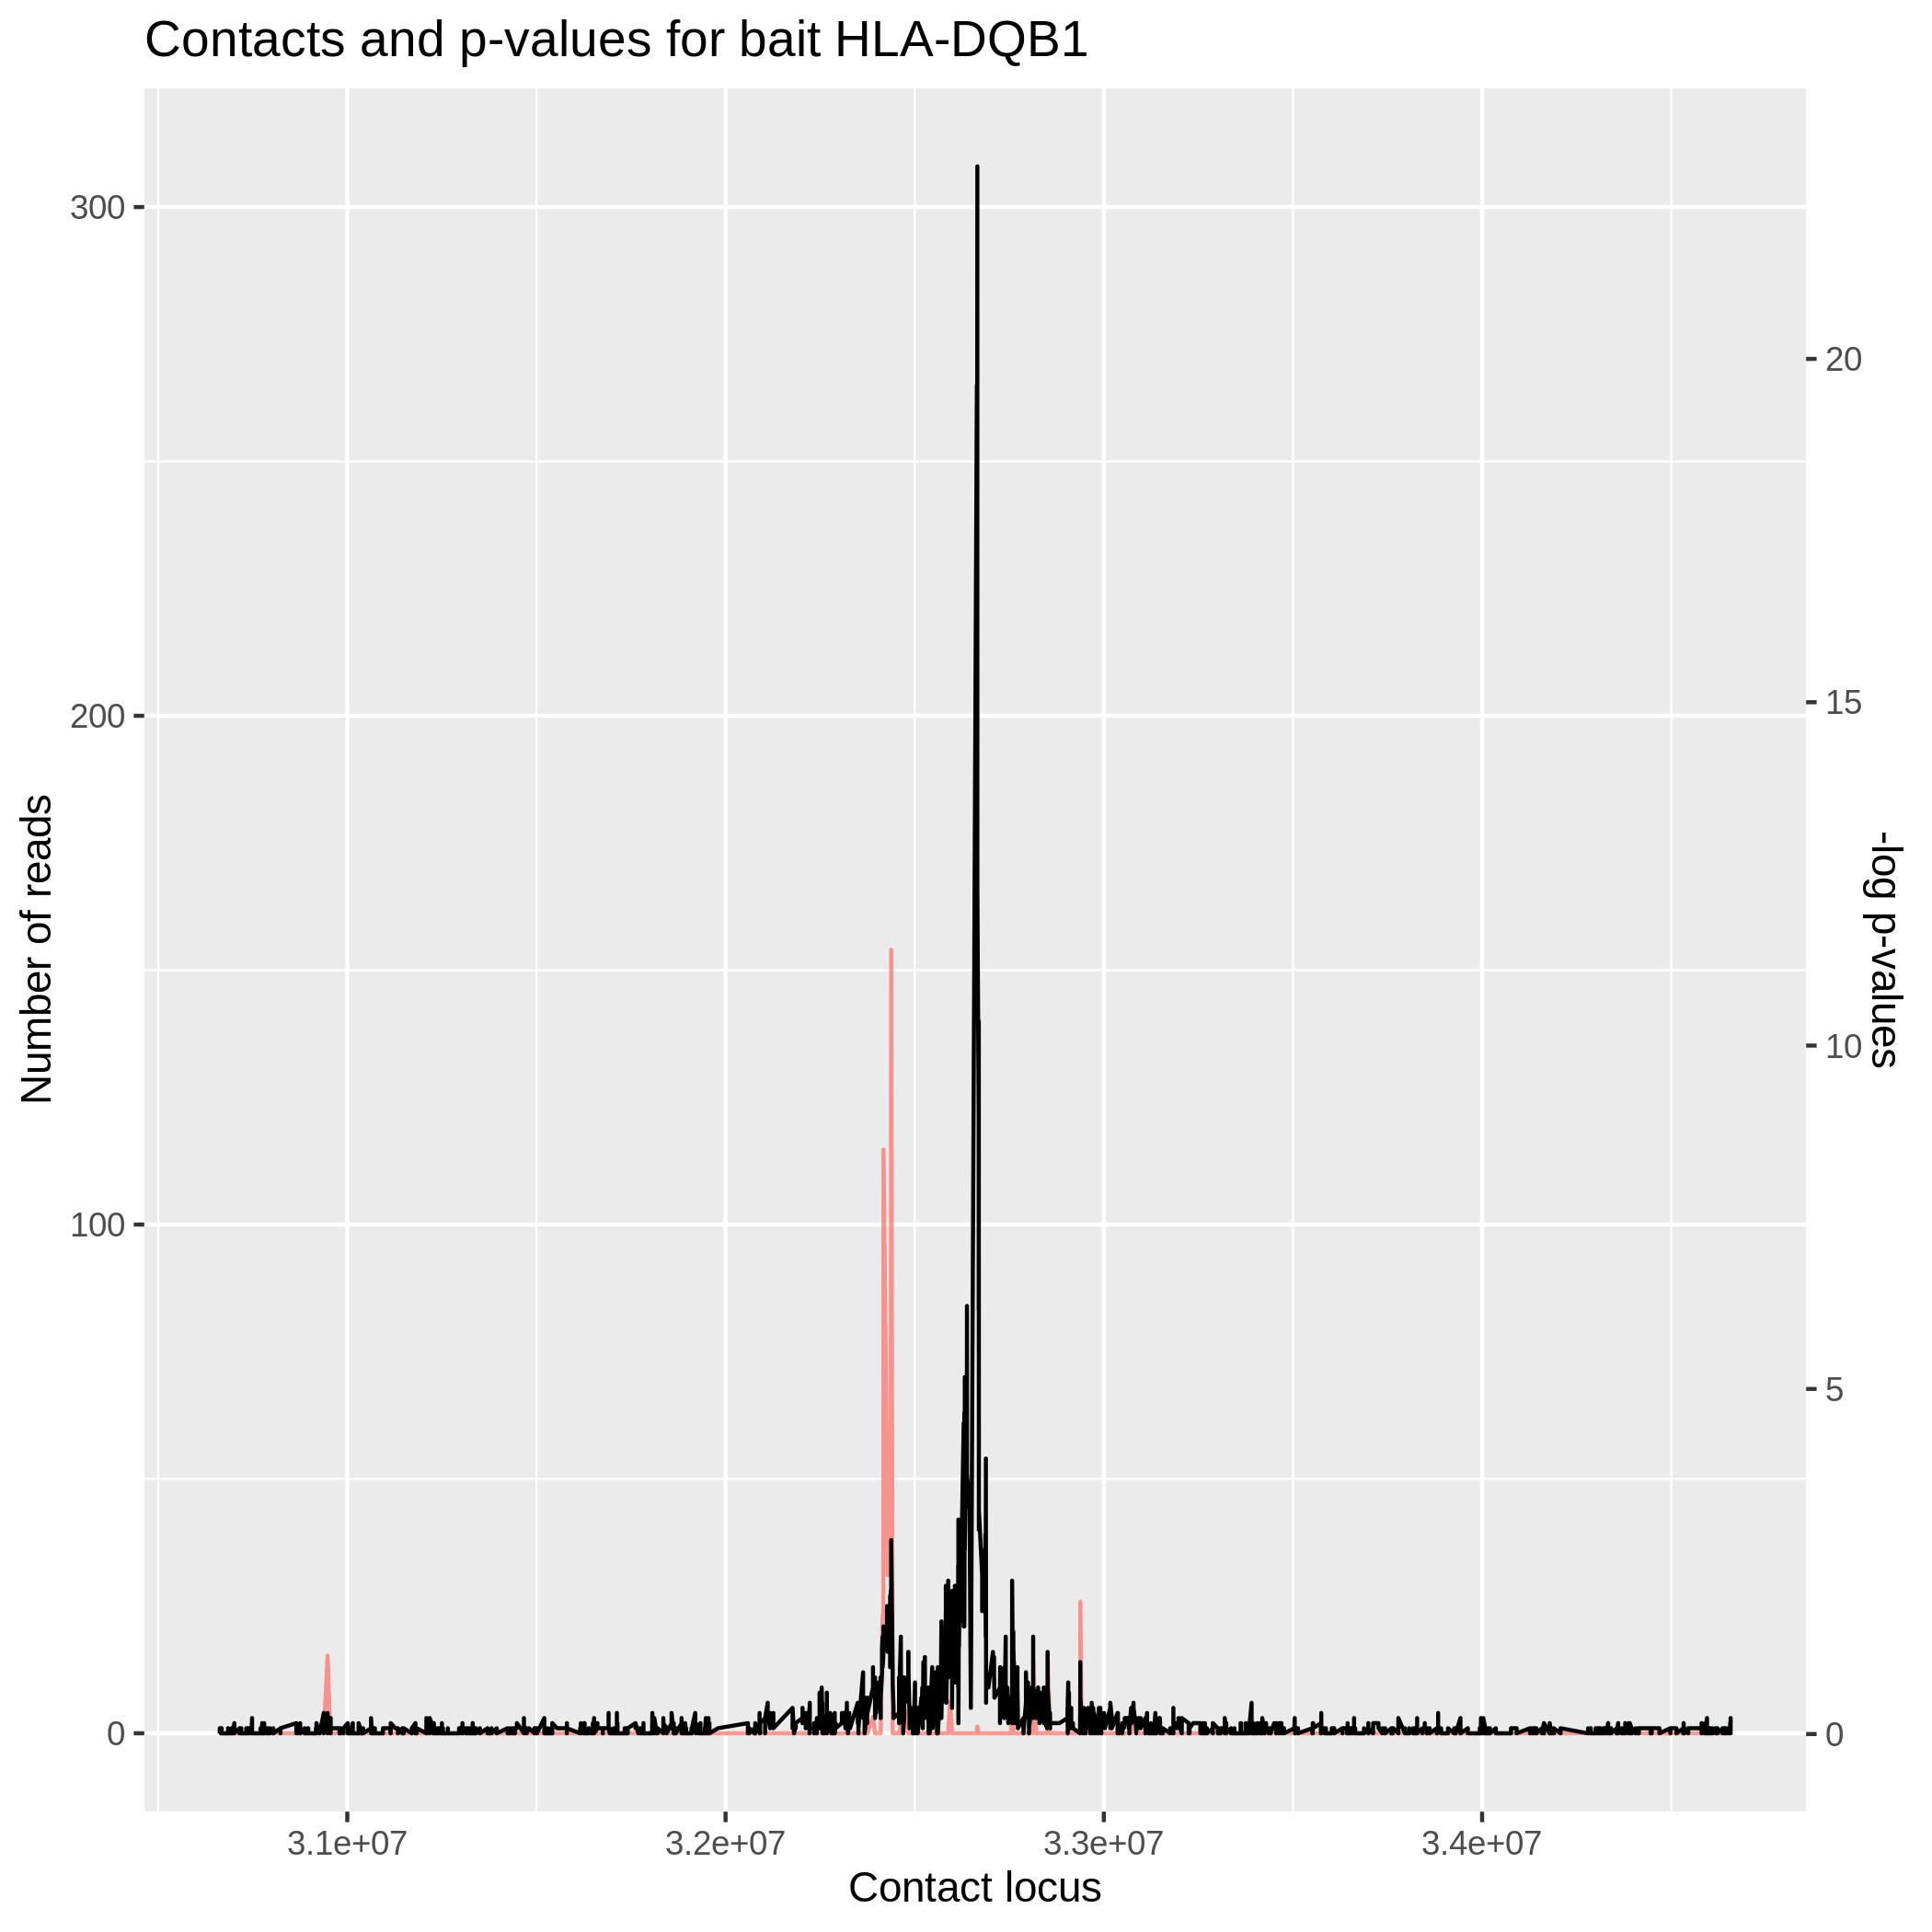 Contacts and p-values for bait HLA-DQB1
Number of reads
300
200
100
0
20
15
10
5
0
-log p-values
3.1e+07
3.2e+07
3.3e+07
3.4e+07
Contact locus